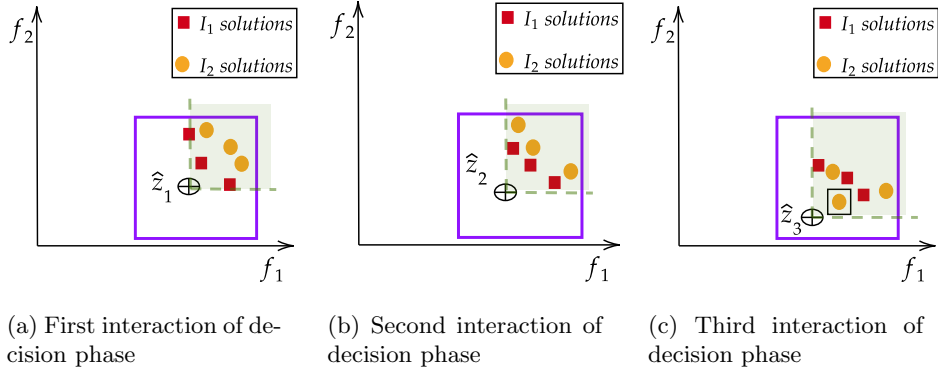 f₂
I₁ solutions
I₂ solutions
ẑ₁
f₁
(a) First interaction of de-
cision phase
f₂
I₁ solutions
I₂ solutions
ẑ₂
f₁
(b) Second interaction of
decision phase
f₂
I₁ solutions
I₂ solutions
ẑ₃
f₁
(c) Third interaction of
decision phase